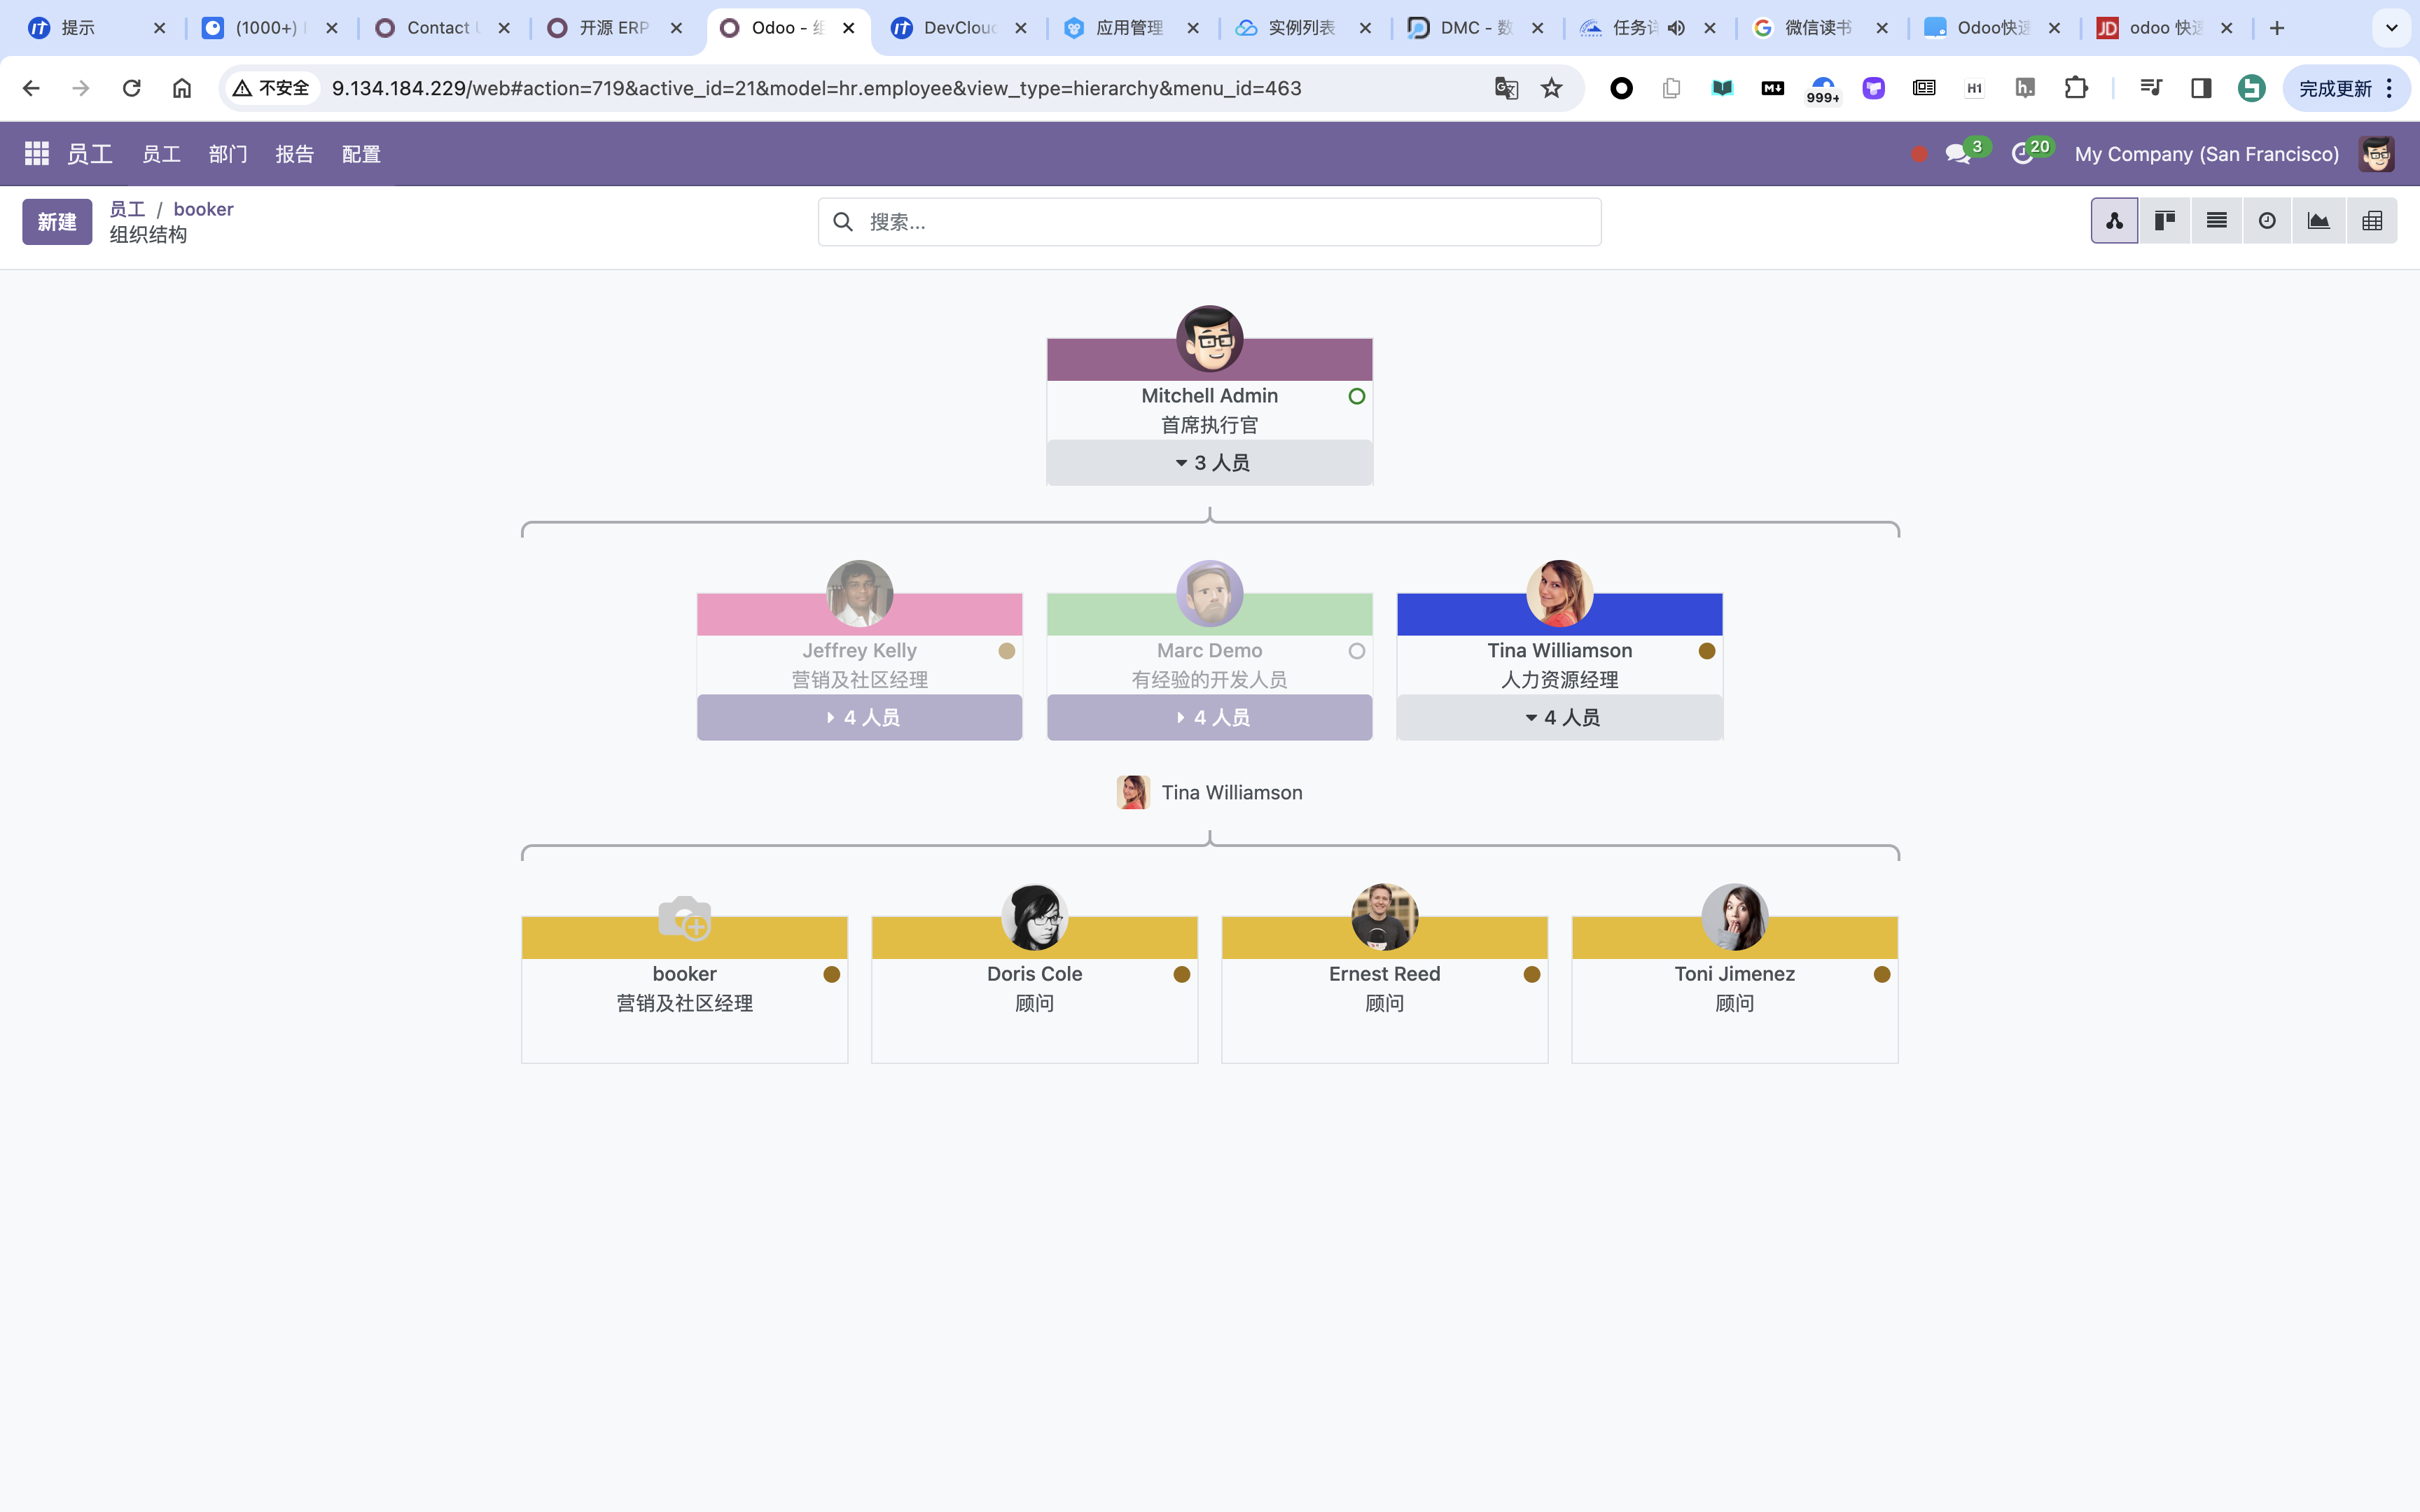 提示
(1000+)
Contact
开源 ERP
Odoo - 组
DevCloud
应用管理
实例列表
DMC - 数
任务详
微信读书
Odoo快速
odoo 快速
不安全
9.134.184.229/web#action=719&active_id=21&model=hr.employee&view_type=hierarchy&menu_id=463
999+
M↓
H1
h.
完成更新
员工 员工 部门 报告 配置
3
20
My Company (San Francisco)
新建
员工 / booker
组织结构
搜索...
Mitchell Admin
首席执行官
3 人员
Jeffrey Kelly
营销及社区经理
4 人员
Marc Demo
有经验的开发人员
4 人员
Tina Williamson
人力资源经理
4 人员
Tina Williamson
booker
营销及社区经理
Doris Cole
顾问
Ernest Reed
顾问
Toni Jimenez
顾问